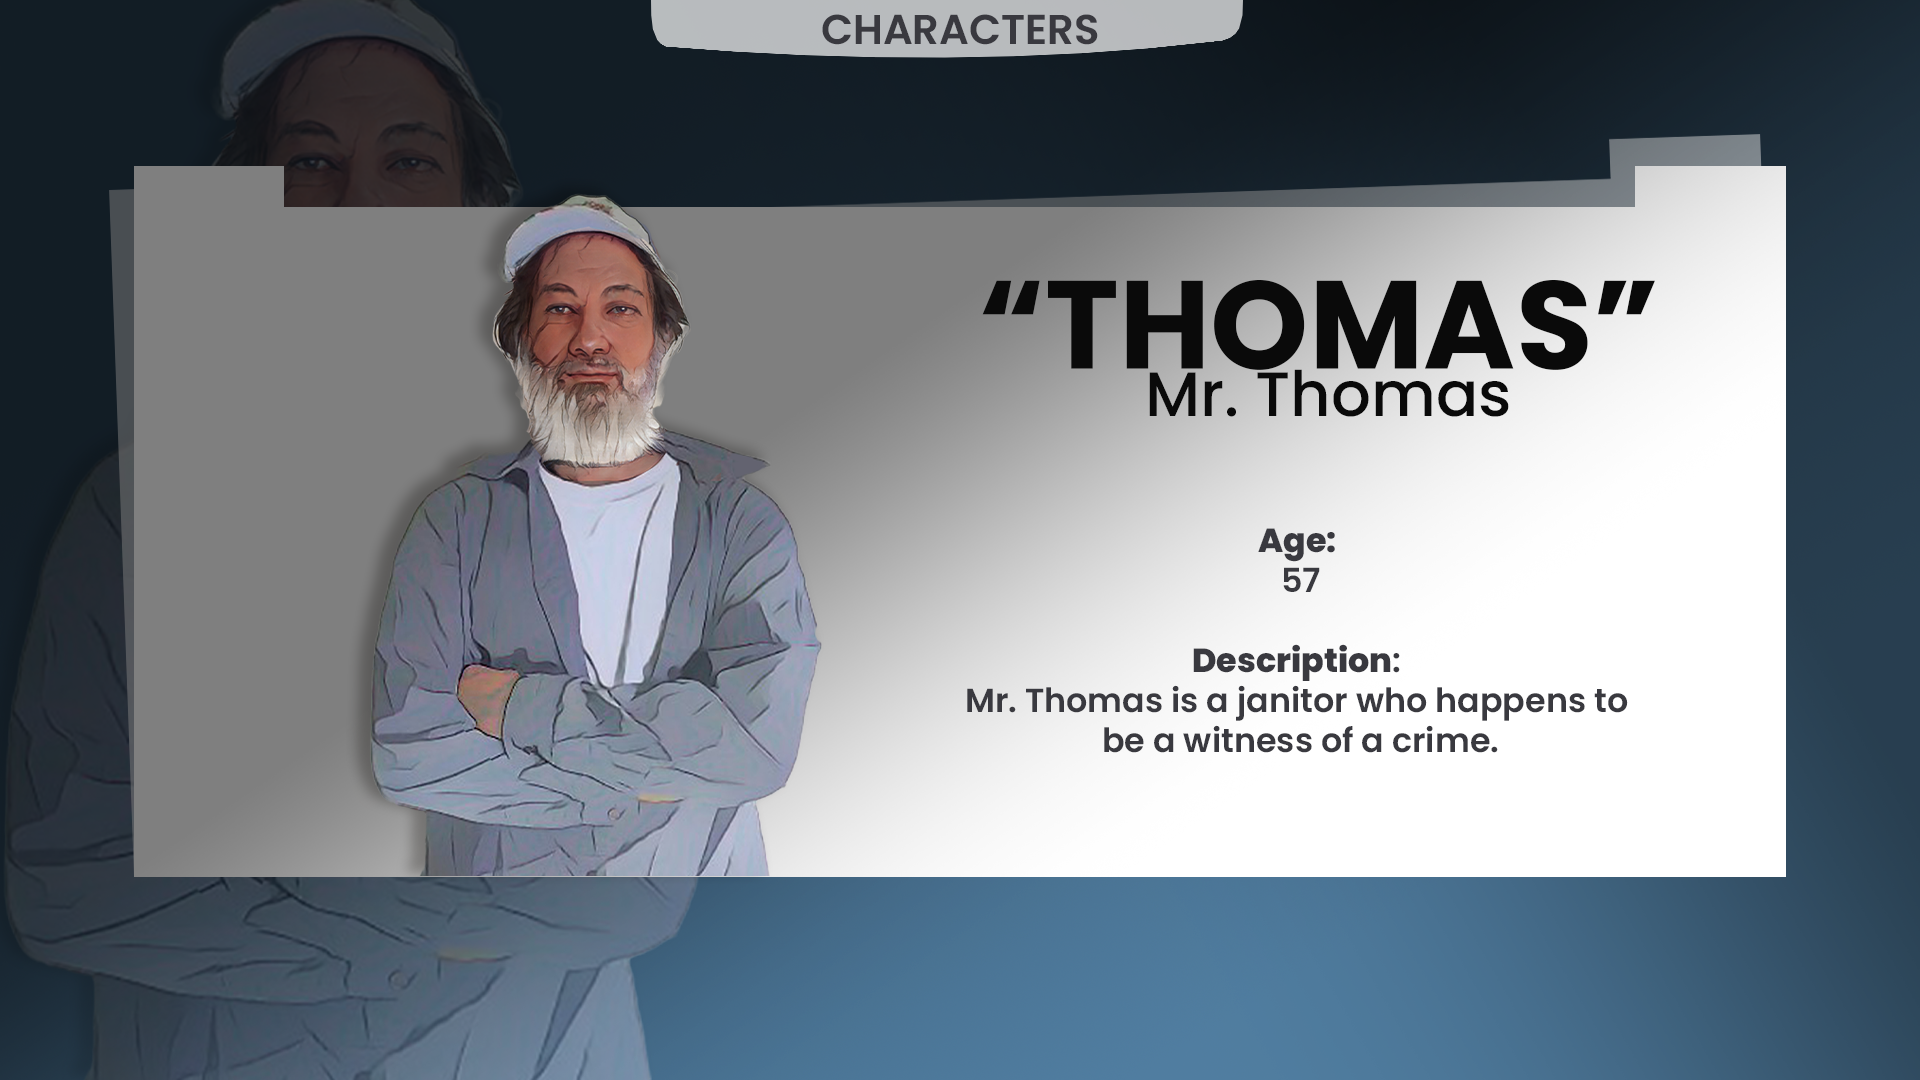 CHARACTERS
“THOMAS”
Mr. Thomas
Age:
57
Description:
Mr. Thomas is a janitor who happens to
be a witness of a crime.